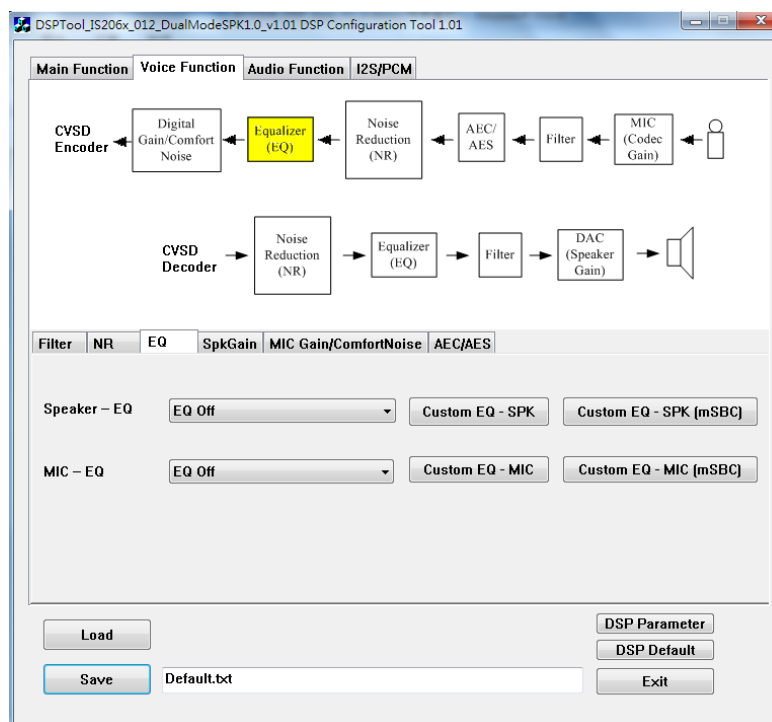 DSPTool_IS206x_012_DualModeSPK1.0_v1.01 DSP Configuration Tool 1.01
Main Function
Voice Function
Audio Function
I2S/PCM
CVSD
Encoder
Digital
Gain/Comfort
Noise
Equalizer
(EQ)
Noise
Reduction
(NR)
AEC/
AES
Filter
MIC
(Codec
Gain)
CVSD
Decoder
Noise
Reduction
(NR)
Equalizer
(EQ)
Filter
DAC
(Speaker
Gain)
Filter
NR
EQ
SpkGain
MIC Gain/ComfortNoise
AEC/AES
Speaker – EQ
EQ Off
Custom EQ - SPK
Custom EQ - SPK (mSBC)
MIC – EQ
EQ Off
Custom EQ - MIC
Custom EQ - MIC (mSBC)
Load
DSP Parameter
DSP Default
Save
Default.txt
Exit